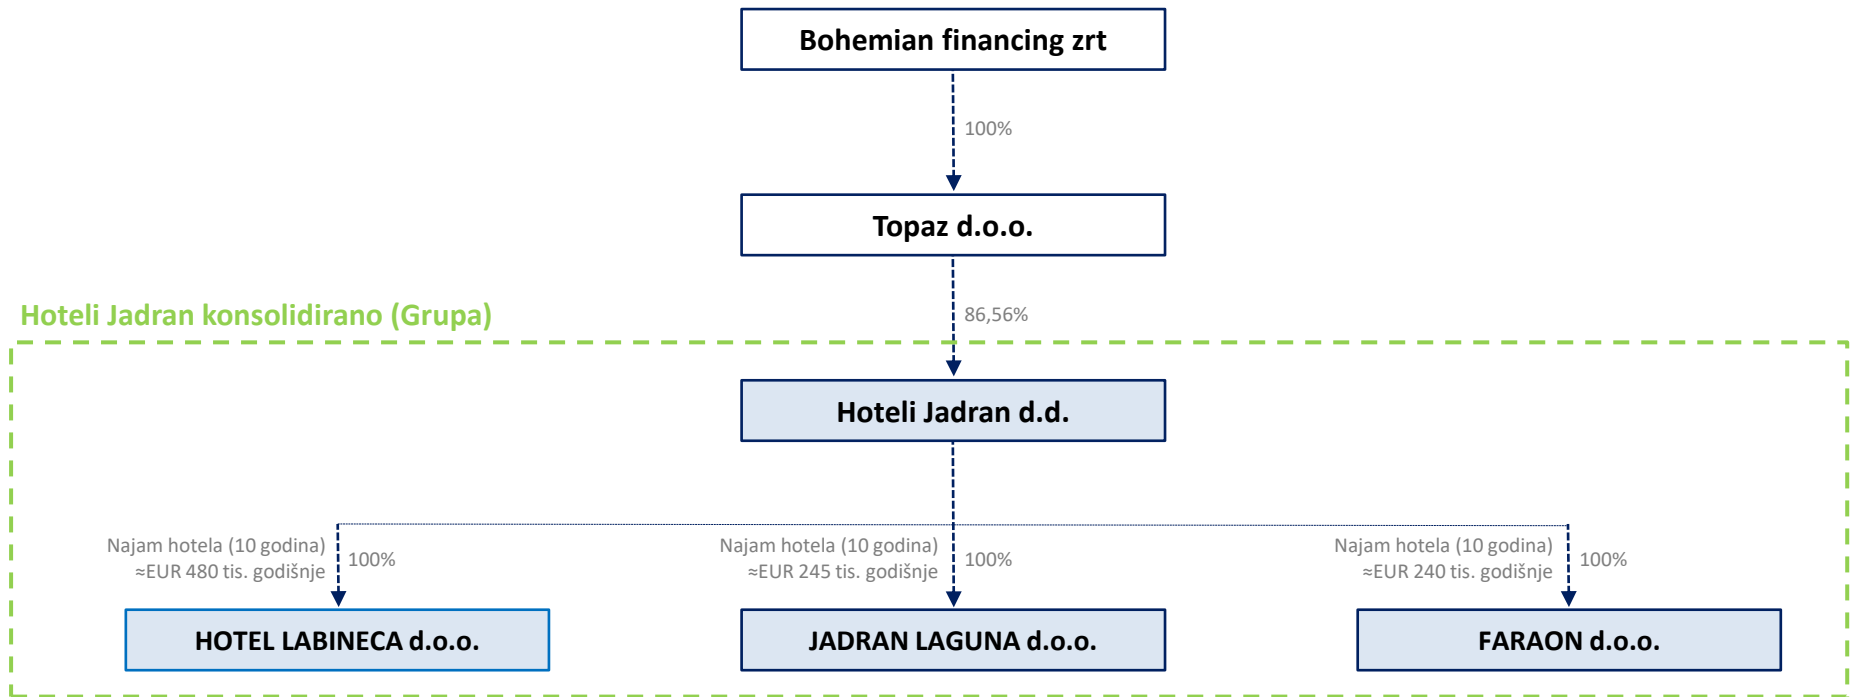 Bohemian financing zrt
100%
Topaz d.o.o.
86,56%
Hoteli Jadran konsolidirano (Grupa)
Hoteli Jadran d.d.
Najam hotela (10 godina)
≈EUR 480 tis. godišnje
100%
Najam hotela (10 godina)
≈EUR 245 tis. godišnje
100%
Najam hotela (10 godina)
≈EUR 240 tis. godišnje
100%
HOTEL LABINECA d.o.o.
JADRAN LAGUNA d.o.o.
FARAON d.o.o.